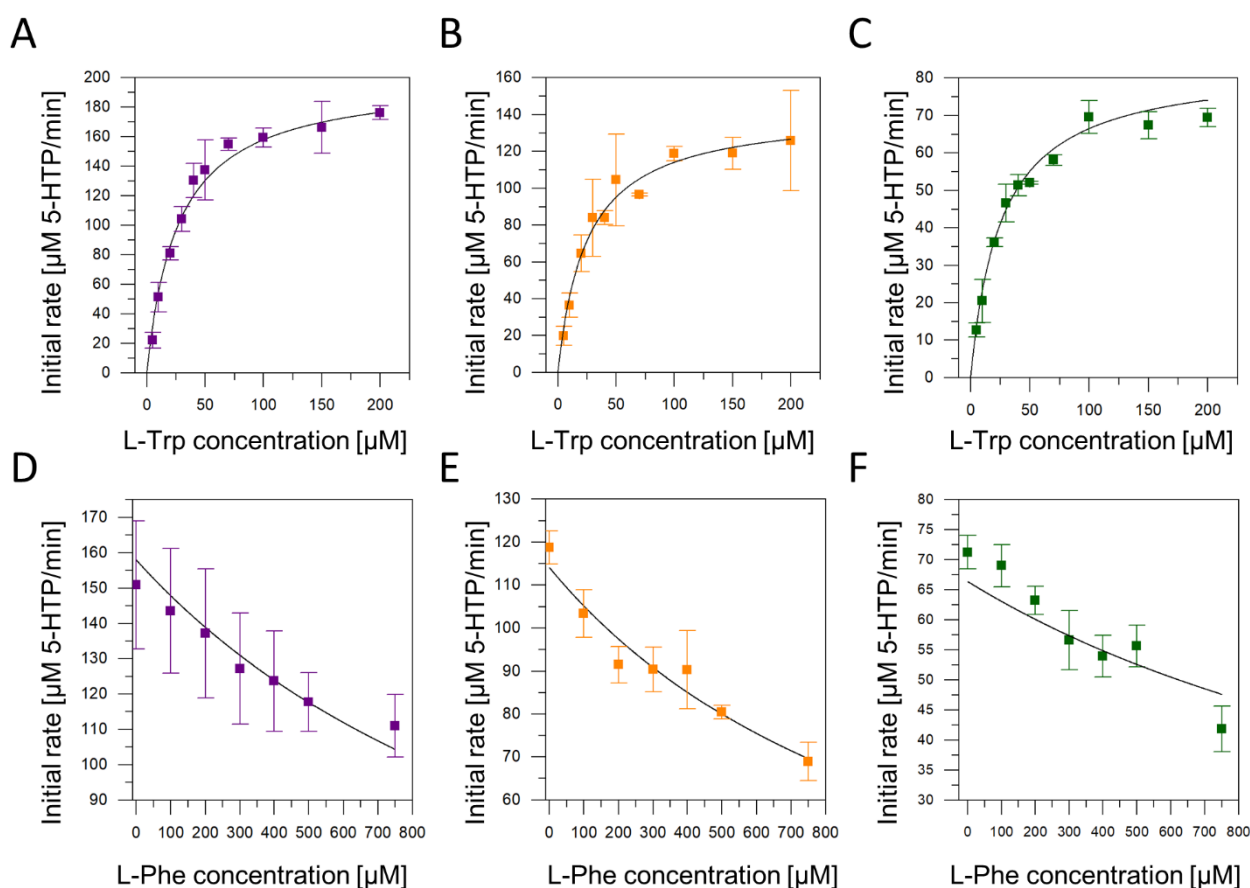 A
B
C
Initial rate [µM 5-HTP/min]
200
180
160
140
120
100
80
60
40
20
0
0 50 100 150 200
L-Trp concentration [µM]
Initial rate [µM 5-HTP/min]
160
140
120
100
80
60
40
20
0
0 50 100 150 200
L-Trp concentration [µM]
Initial rate [µM 5-HTP/min]
80
70
60
50
40
30
20
10
0
0 50 100 150 200
L-Trp concentration [µM]
D
E
F
Initial rate [µM 5-HTP/min]
170
160
150
140
130
120
110
100
90
0 100 200 300 400 500 600 700 800
L-Phe concentration [µM]
Initial rate [µM 5-HTP/min]
130
120
110
100
90
80
70
60
0 100 200 300 400 500 600 700 800
L-Phe concentration [µM]
Initial rate [µM 5-HTP/min]
80
75
70
65
60
55
50
45
40
35
30
0 100 200 300 400 500 600 700 800
L-Phe concentration [µM]